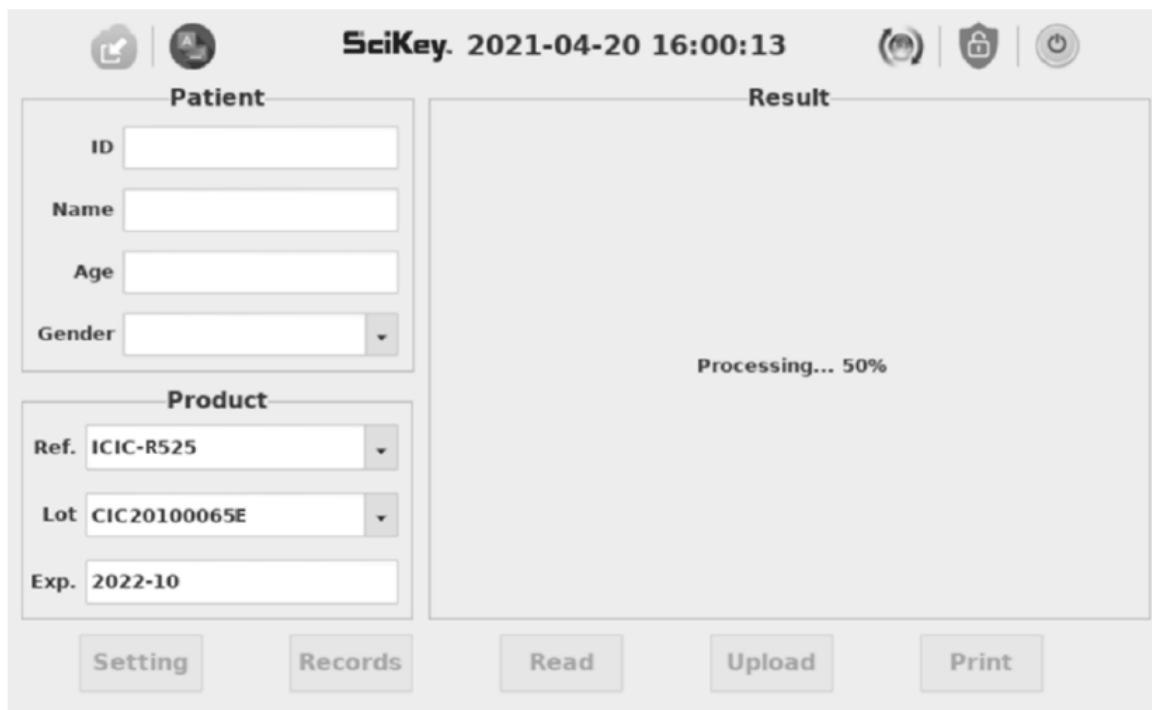 SciKey. 2021-04-20 16:00:13
Patient
ID
Name
Age
Gender
Product
Ref. ICIC-R525
Lot CIC20100065E
Exp. 2022-10
Result
Processing... 50%
Setting Records Read Upload Print